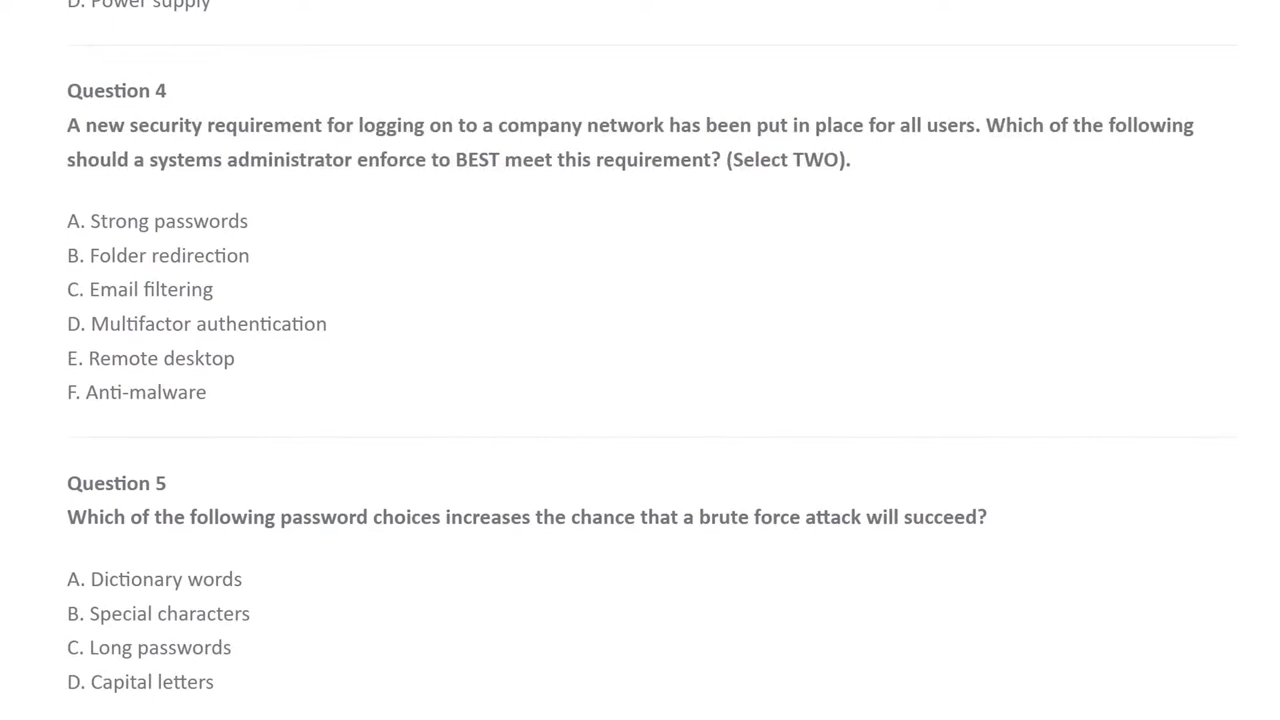 D. Power supply
Question 4
A new security requirement for logging on to a company network has been put in place for all users. Which of the following
should a systems administrator enforce to BEST meet this requirement? (Select TWO).
A. Strong passwords
B. Folder redirection
C. Email filtering
D. Multifactor authentication
E. Remote desktop
F. Anti-malware
Question 5
Which of the following password choices increases the chance that a brute force attack will succeed?
A. Dictionary words
B. Special characters
C. Long passwords
D. Capital letters